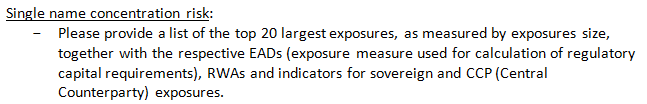 Single name concentration risk:
– Please provide a list of the top 20 largest exposures, as measured by exposures size,
together with the respective EADs (exposure measure used for calculation of regulatory
capital requirements), RWAs and indicators for sovereign and CCP (Central
Counterparty) exposures.